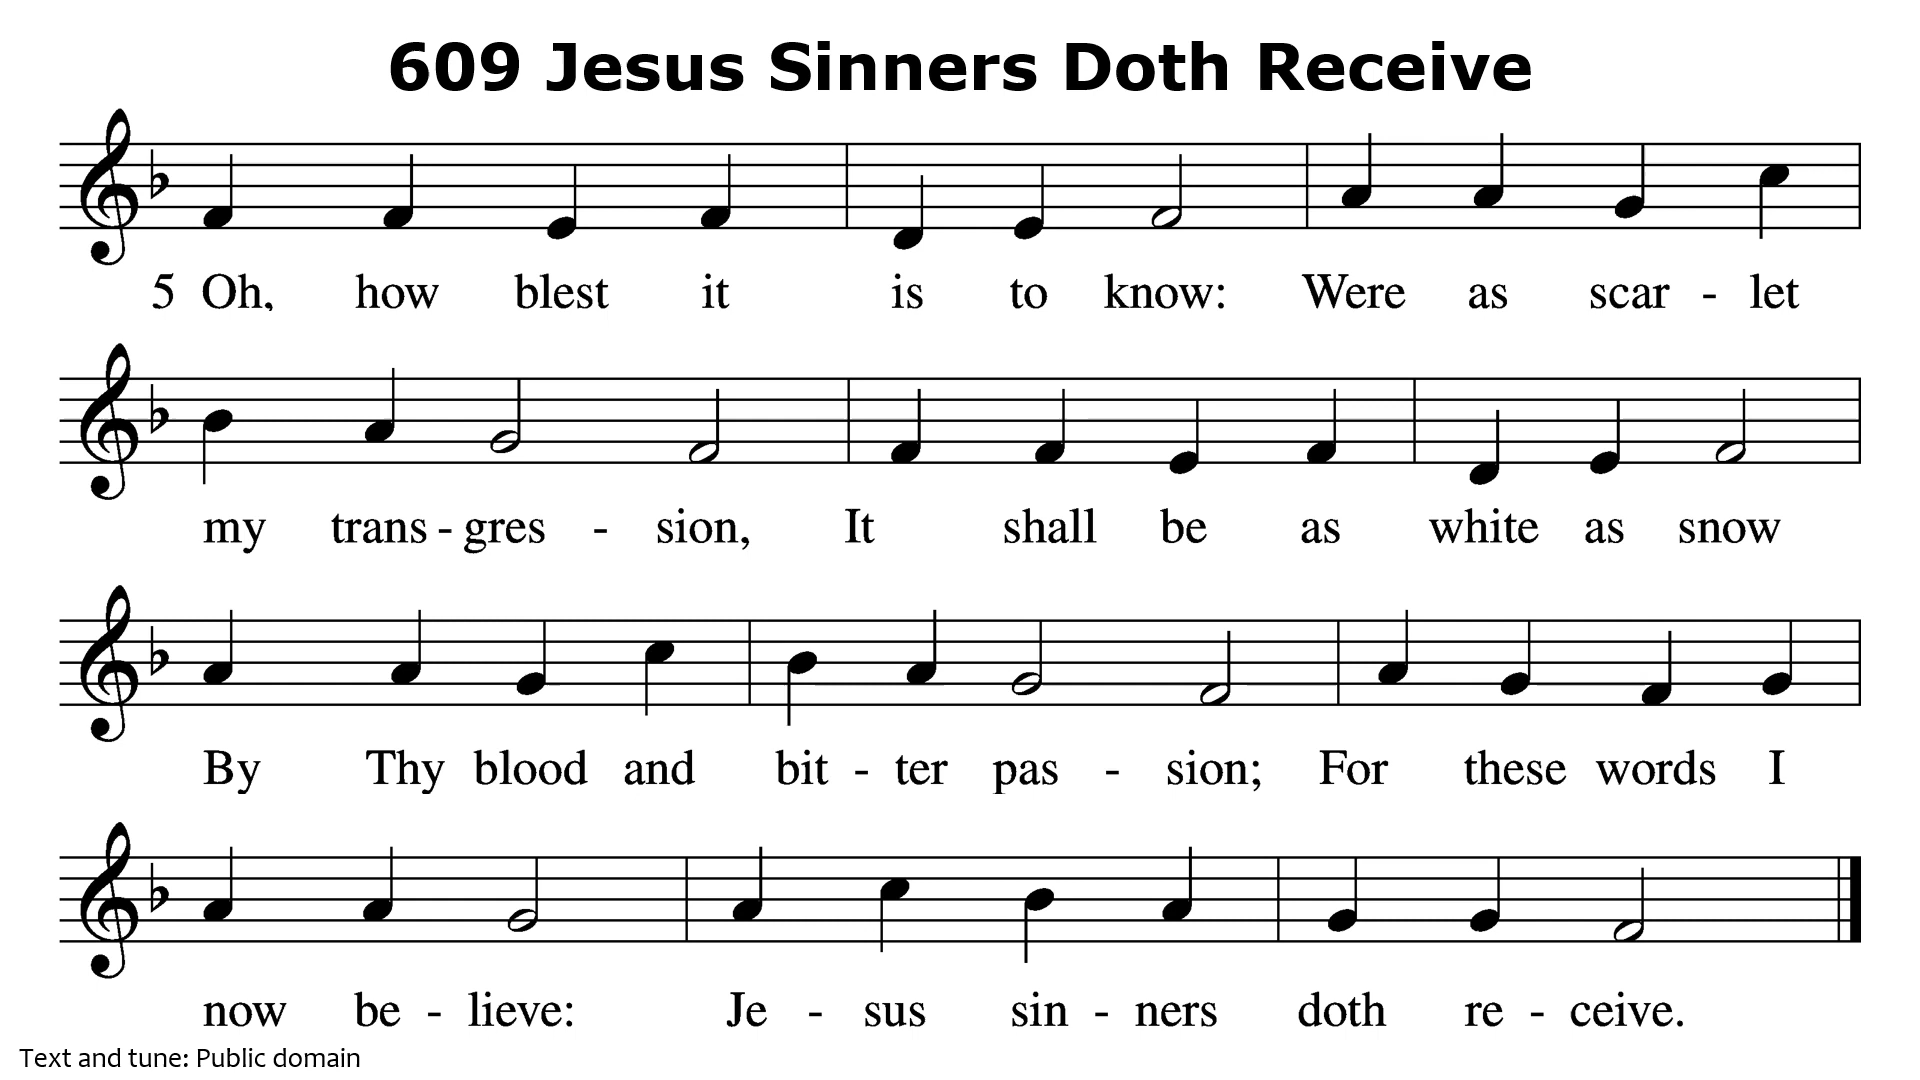 609 Jesus Sinners Doth Receive
5 Oh, how blest it is to know: Were as scar - let
my trans - gres - sion, It shall be as white as snow
By Thy blood and bit - ter pas - sion; For these words I
now be - lieve: Je - sus sin - ners doth re - ceive.
Text and tune: Public domain